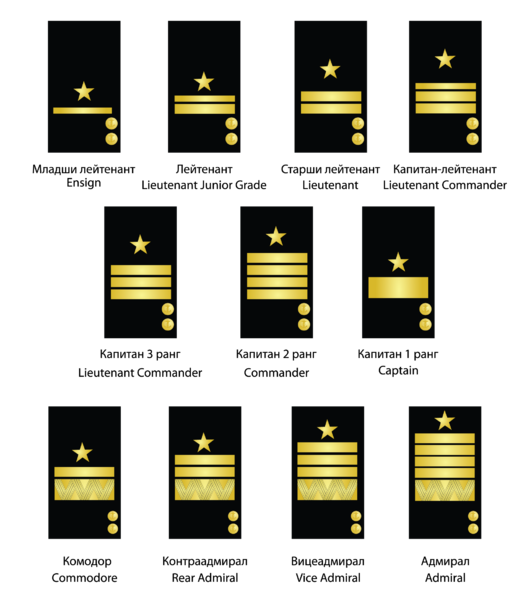 Младши лейтенант
Ensign
Лейтенант
Lieutenant Junior Grade
Старши лейтенант
Lieutenant
Капитан-лейтенант
Lieutenant Commander
Капитан 3 ранг
Lieutenant Commander
Капитан 2 ранг
Commander
Капитан 1 ранг
Captain
Комодор
Commodore
Контраадмирал
Rear Admiral
Вицеадмирал
Vice Admiral
Адмирал
Admiral